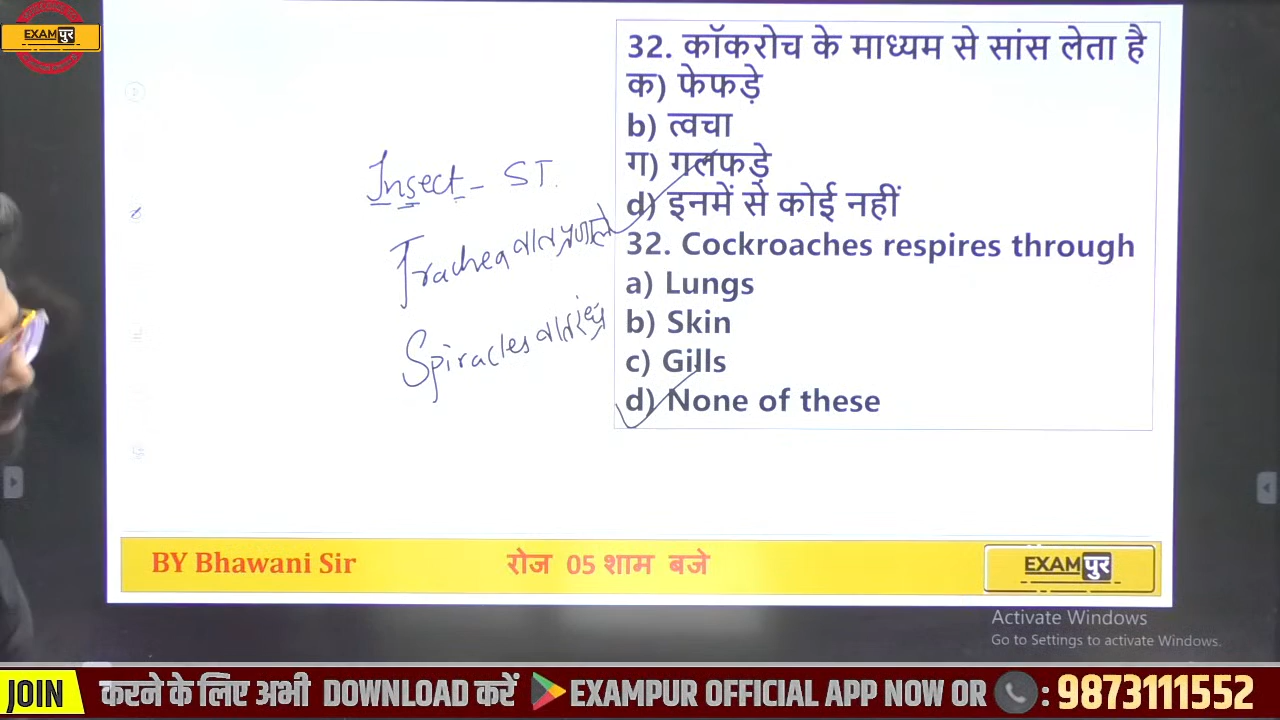 EXAMपुर
32. कॉकरोच के माध्यम से सांस लेता है
क) फेफड़े
b) त्वचा
ग) गलफड़े
d) इनमें से कोई नहीं
32. Cockroaches respires through
a) Lungs
b) Skin
c) Gills
d) None of these
Insect - ST.
Trachea
Spiracles वातरंध्र
BY Bhawani Sir
रोज 05 शाम बजे
EXAMपुर
Activate Windows
Go to Settings to activate Windows.
JOIN करने के लिए अभी DOWNLOAD करें EXAMPUR OFFICIAL APP NOW OR : 9873111552